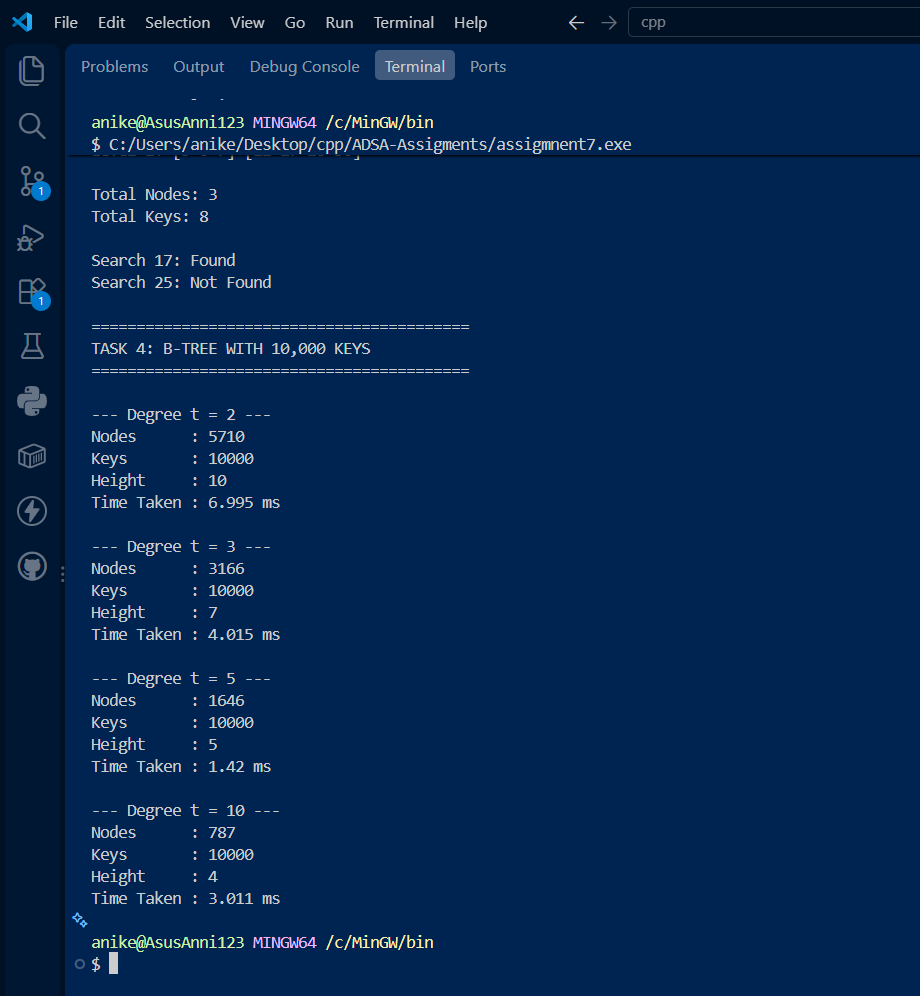 File Edit Selection View Go Run Terminal Help cpp
Problems Output Debug Console Terminal Ports
anike@AsusAnni123 MINGW64 /c/MinGW/bin
$ C:/Users/anike/Desktop/cpp/ADSA-Assigments/assigmnent7.exe
Total Nodes: 3
Total Keys: 8
Search 17: Found
Search 25: Not Found
==========================================
TASK 4: B-TREE WITH 10,000 KEYS
==========================================
--- Degree t = 2 ---
Nodes : 5710
Keys : 10000
Height : 10
Time Taken : 6.995 ms
--- Degree t = 3 ---
Nodes : 3166
Keys : 10000
Height : 7
Time Taken : 4.015 ms
--- Degree t = 5 ---
Nodes : 1646
Keys : 10000
Height : 5
Time Taken : 1.42 ms
--- Degree t = 10 ---
Nodes : 787
Keys : 10000
Height : 4
Time Taken : 3.011 ms
anike@AsusAnni123 MINGW64 /c/MinGW/bin
$
1
1